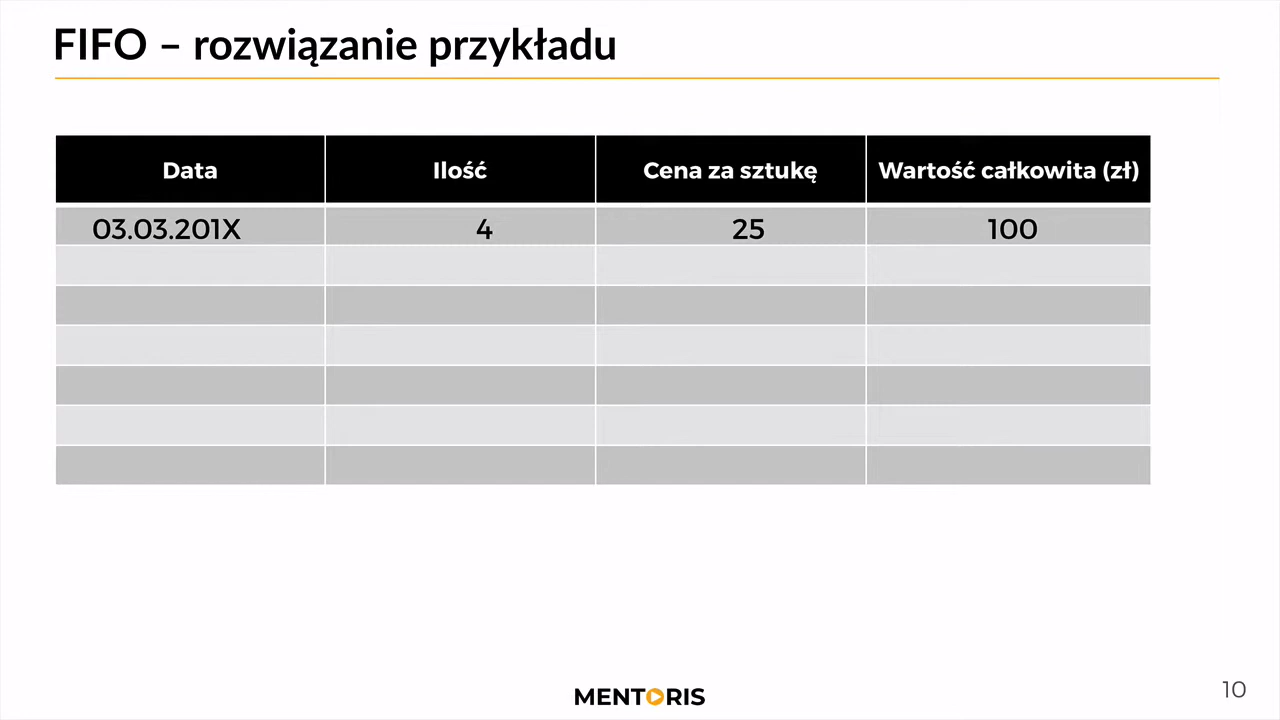 FIFO – rozwiązanie przykładu
Data Ilość Cena za sztukę Wartość całkowita (zł)
03.03.201X 4 25 100
MENTORIS
10